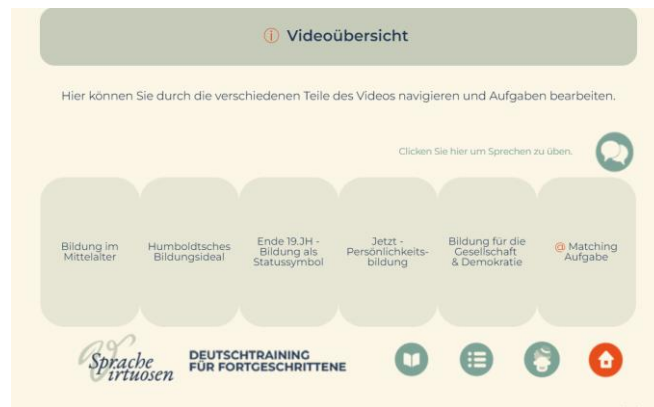 ⓘ Videoübersicht
Hier können Sie durch die verschiedenen Teile des Videos navigieren und Aufgaben bearbeiten.
Clicken Sie hier um Sprechen zu üben.
Bildung im
Mittelalter
Humboldtsches
Bildungsideal
Ende 19.JH -
Bildung als
Statussymbol
Jetzt -
Persönlichkeits-
bildung
Bildung für die
Gesellschaft
& Demokratie
@ Matching
Aufgabe
Sprache
Virtuosen
DEUTSCHTRAINING
FÜR FORTGESCHRITTENE